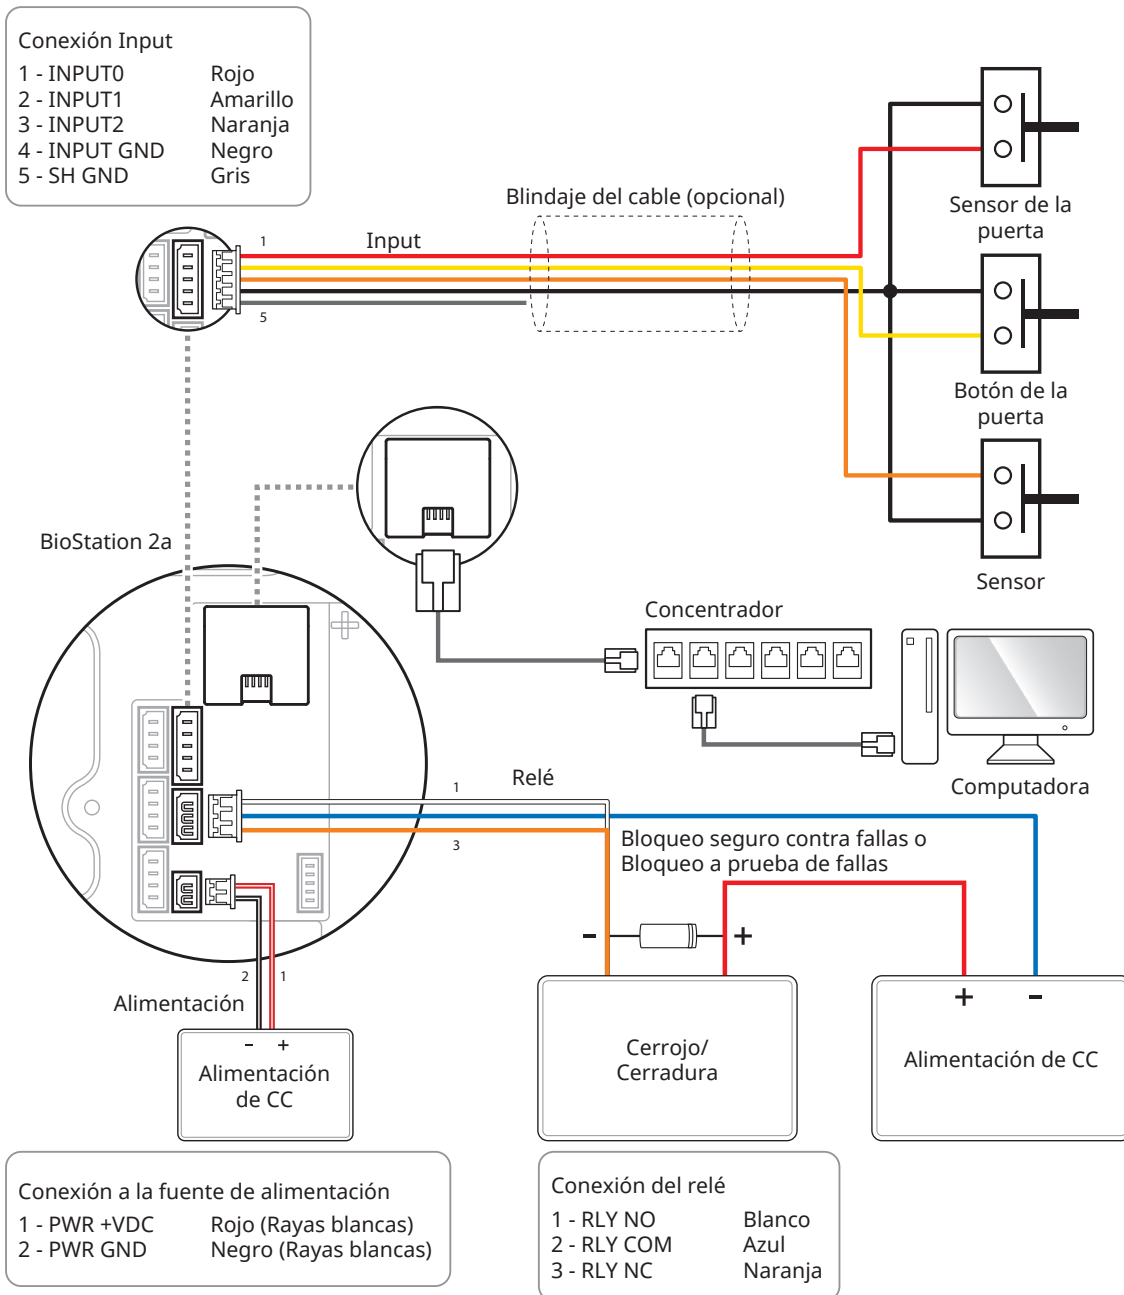 Conexión Input
1 - INPUT0 Rojo
2 - INPUT1 Amarillo
3 - INPUT2 Naranja
4 - INPUT GND Negro
5 - SH GND Gris
Blindaje del cable (opcional)
Sensor de la
puerta
1
Input
5
Botón de la
puerta
Sensor
BioStation 2a
Concentrador
Computadora
1
Relé
3
Bloqueo seguro contra fallas o
Bloqueo a prueba de fallas
- +
2 1
Alimentación
- +
Alimentación
de CC
Cerrojo/
Cerradura
+ -
Alimentación de CC
Conexión a la fuente de alimentación
1 - PWR +VDC Rojo (Rayas blancas)
2 - PWR GND Negro (Rayas blancas)
Conexión del relé
1 - RLY NO Blanco
2 - RLY COM Azul
3 - RLY NC Naranja